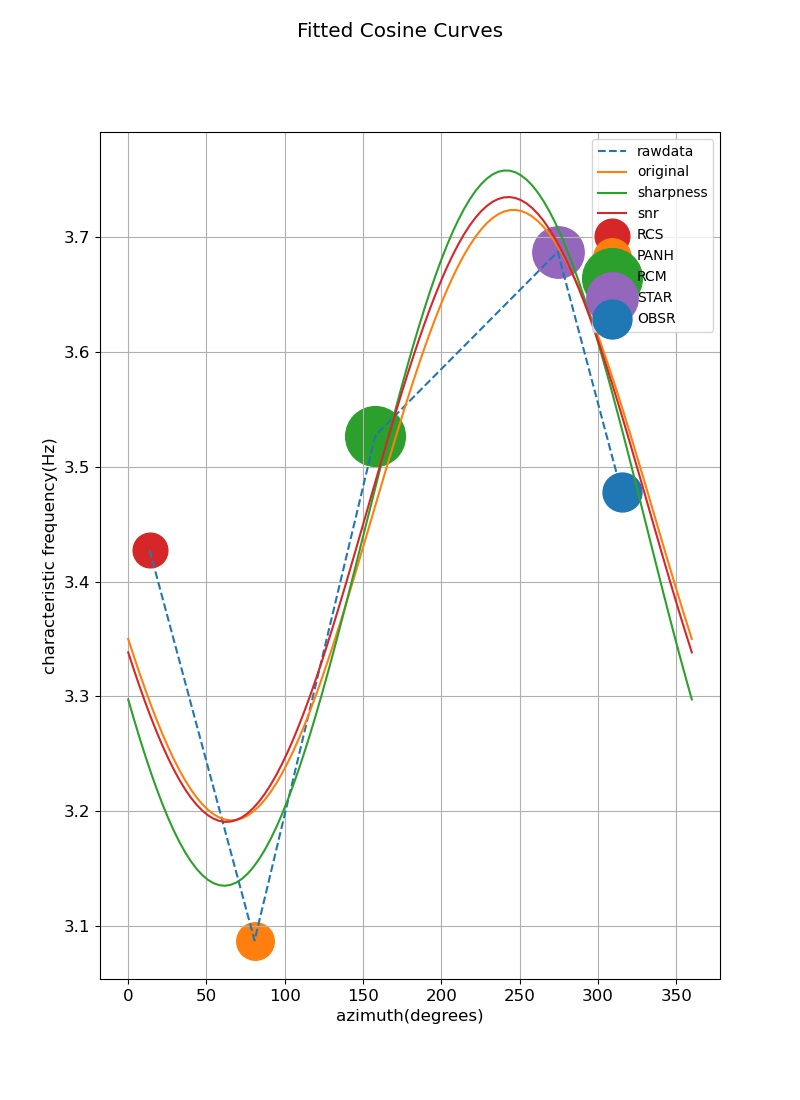 Fitted Cosine Curves
rawdata
original
sharpness
snr
RCS
PANH
RCM
STAR
OBSR
characteristic frequency(Hz)
3.7
3.6
3.5
3.4
3.3
3.2
3.1
0 50 100 150 200 250 300 350
azimuth(degrees)